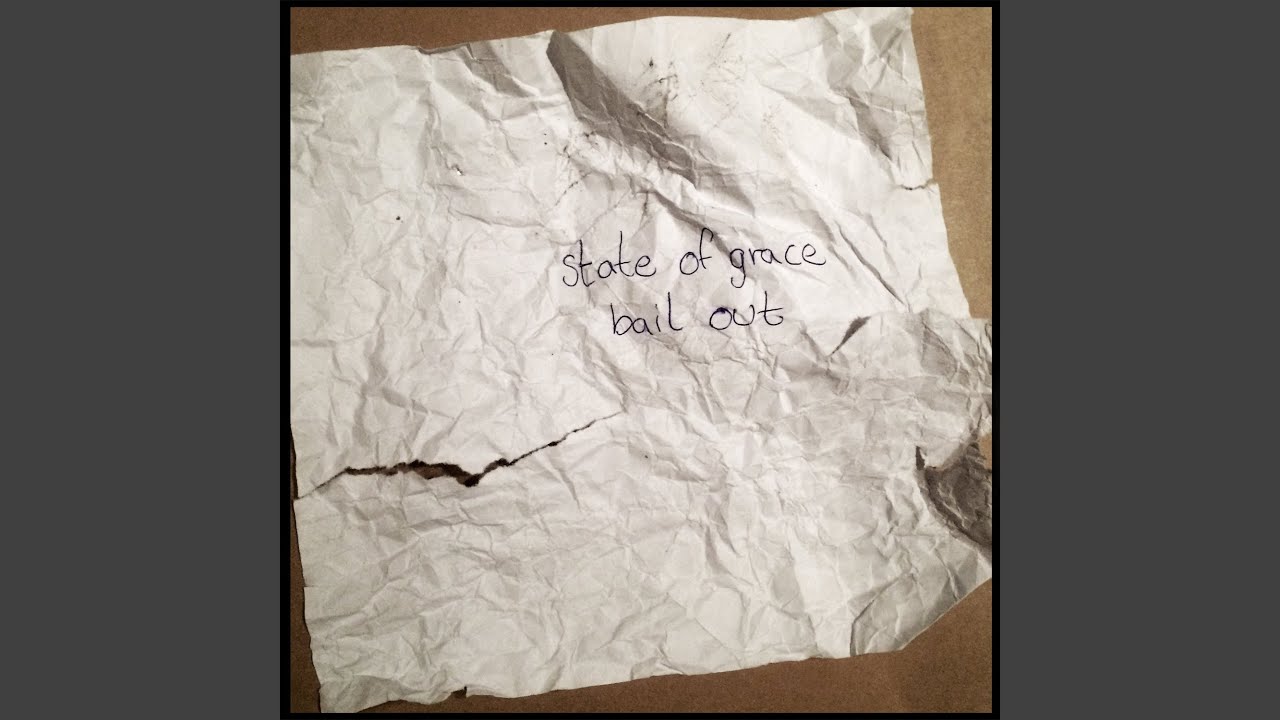 state of grace
bail out